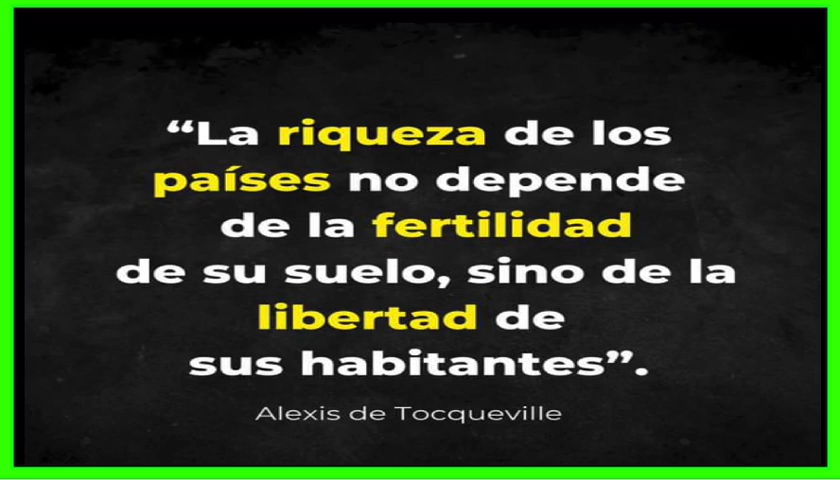 “La riqueza de los
países no depende
de la fertilidad
de su suelo, sino de la
libertad de
sus habitantes”.
Alexis de Tocqueville